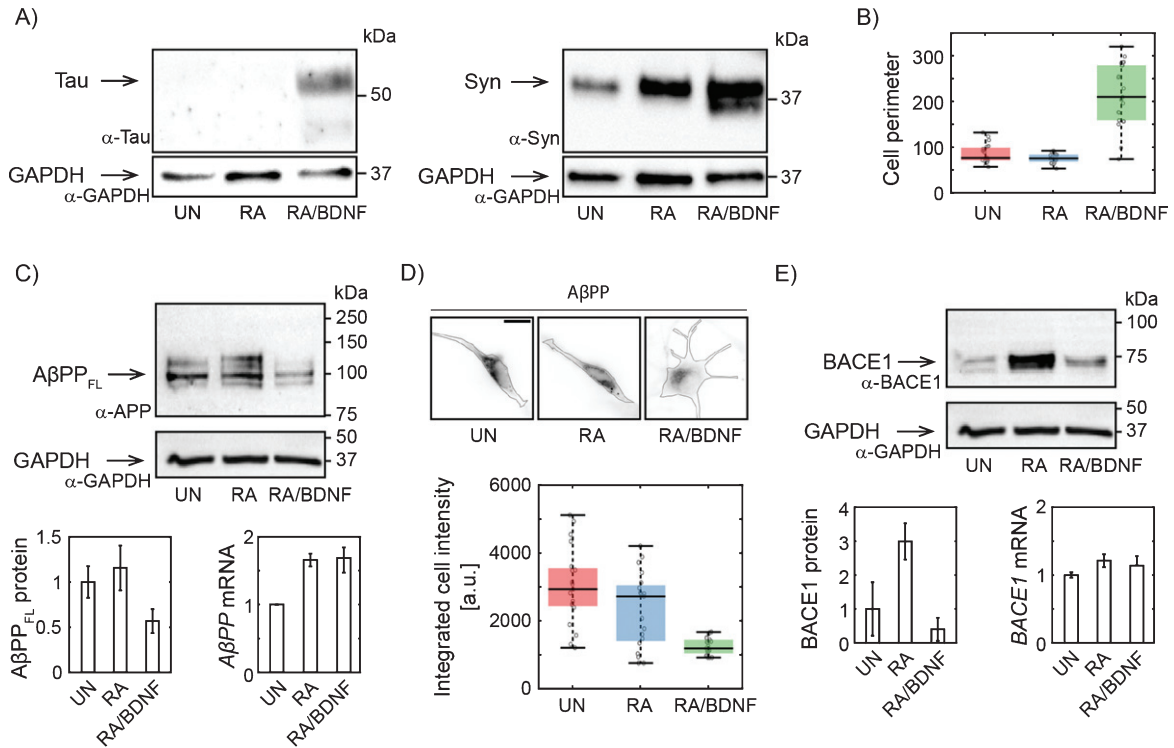 A)
kDa
Tau
50
α-Tau
GAPDH
37
α-GAPDH
UN RA RA/BDNF
kDa
Syn
37
α-Syn
GAPDH
37
α-GAPDH
UN RA RA/BDNF
B)
Cell perimeter
300
200
100
0
UN RA RA/BDNF
C)
kDa
250
150
AβPP_FL
100
α-APP
75
50
GAPDH
37
α-GAPDH
UN RA RA/BDNF
AβPP_FL protein
1.5
1
0.5
0
UN RA RA/BDNF
AβPP mRNA
2
1
0
UN RA RA/BDNF
D)
AβPP
UN RA RA/BDNF
Integrated cell intensity
[a.u.]
6000
4000
2000
0
UN RA RA/BDNF
E)
kDa
100
BACE1
75
α-BACE1
50
GAPDH
37
α-GAPDH
UN RA RA/BDNF
BACE1 protein
4
3
2
1
0
UN RA RA/BDNF
BACE1 mRNA
2
1
0
UN RA RA/BDNF